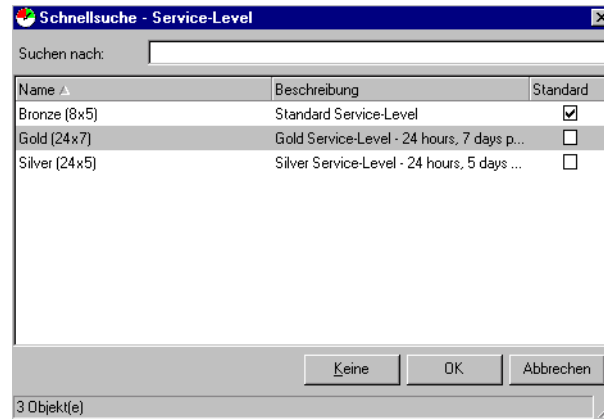 Schnellsuche - Service-Level
Suchen nach:
Name Beschreibung Standard
Bronze (8x5) Standard Service-Level
Gold (24x7) Gold Service-Level - 24 hours, 7 days p...
Silver (24x5) Silver Service-Level - 24 hours, 5 days ...
Keine OK Abbrechen
3 Objekt(e)